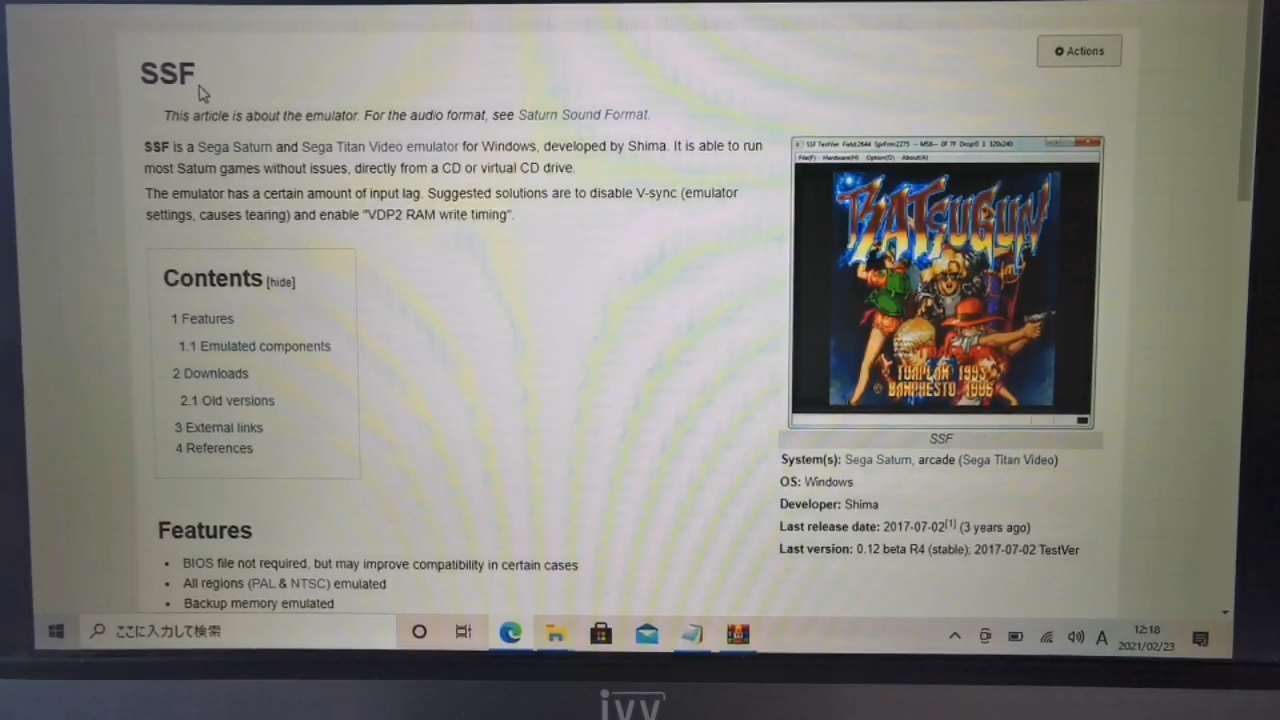 Actions
SSF
This article is about the emulator. For the audio format, see Saturn Sound Format.
SSF is a Sega Saturn and Sega Titan Video emulator for Windows, developed by Shima. It is able to run
most Saturn games without issues, directly from a CD or virtual CD drive.
The emulator has a certain amount of input lag. Suggested solutions are to disable V-sync (emulator
settings, causes tearing) and enable "VDP2 RAM write timing".
Contents [hide]
1 Features
1.1 Emulated components
2 Downloads
2.1 Old versions
3 External links
4 References
File(F) Hardware(H) Option(O) About(A)
BATSUGUN
TOAPLAN 1993
© BANPRESTO 1996
SSF
System(s): Sega Saturn, arcade (Sega Titan Video)
OS: Windows
Developer: Shima
Last release date: 2017-07-02[1] (3 years ago)
Last version: 0.12 beta R4 (stable); 2017-07-02 TestVer
Features
• BIOS file not required, but may improve compatibility in certain cases
• All regions (PAL & NTSC) emulated
• Backup memory emulated
ここに入力して検索
A
12:18
2021/02/23